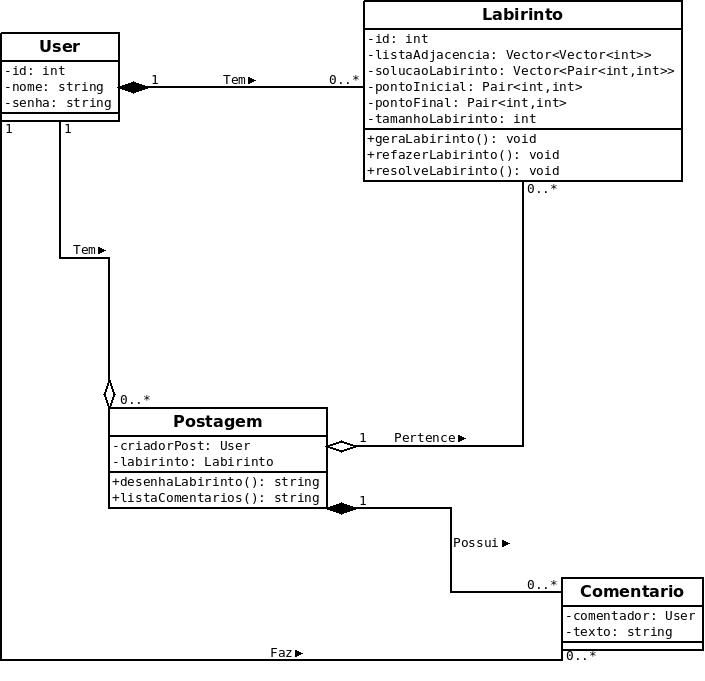 User
-id: int
-nome: string
-senha: string
1
Tem
0..*
Labirinto
-id: int
-listaAdjacencia: Vector<Vector<int>>
-solucaoLabirinto: Vector<Pair<int,int>>
-pontoInicial: Pair<int,int>
-pontoFinal: Pair<int,int>
-tamanhoLabirinto: int
+geraLabirinto(): void
+refazerLabirinto(): void
+resolveLabirinto(): void
1
1
0..*
Tem
0..*
Postagem
-criadorPost: User
-labirinto: Labirinto
+desenhaLabirinto(): string
+listaComentarios(): string
1
Pertence
1
Possui
0..*
Comentario
-comentador: User
-texto: string
Faz
0..*